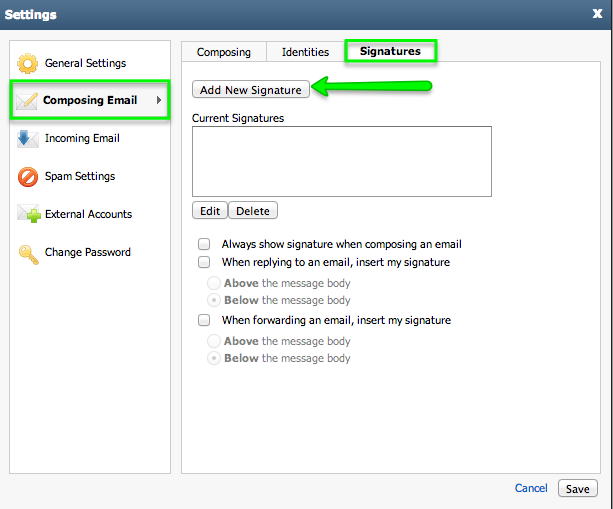 Settings
X
General Settings
Composing Email
Incoming Email
Spam Settings
External Accounts
Change Password
Composing
Identities
Signatures
Add New Signature
Current Signatures
Edit
Delete
Always show signature when composing an email
When replying to an email, insert my signature
Above the message body
Below the message body
When forwarding an email, insert my signature
Above the message body
Below the message body
Cancel
Save